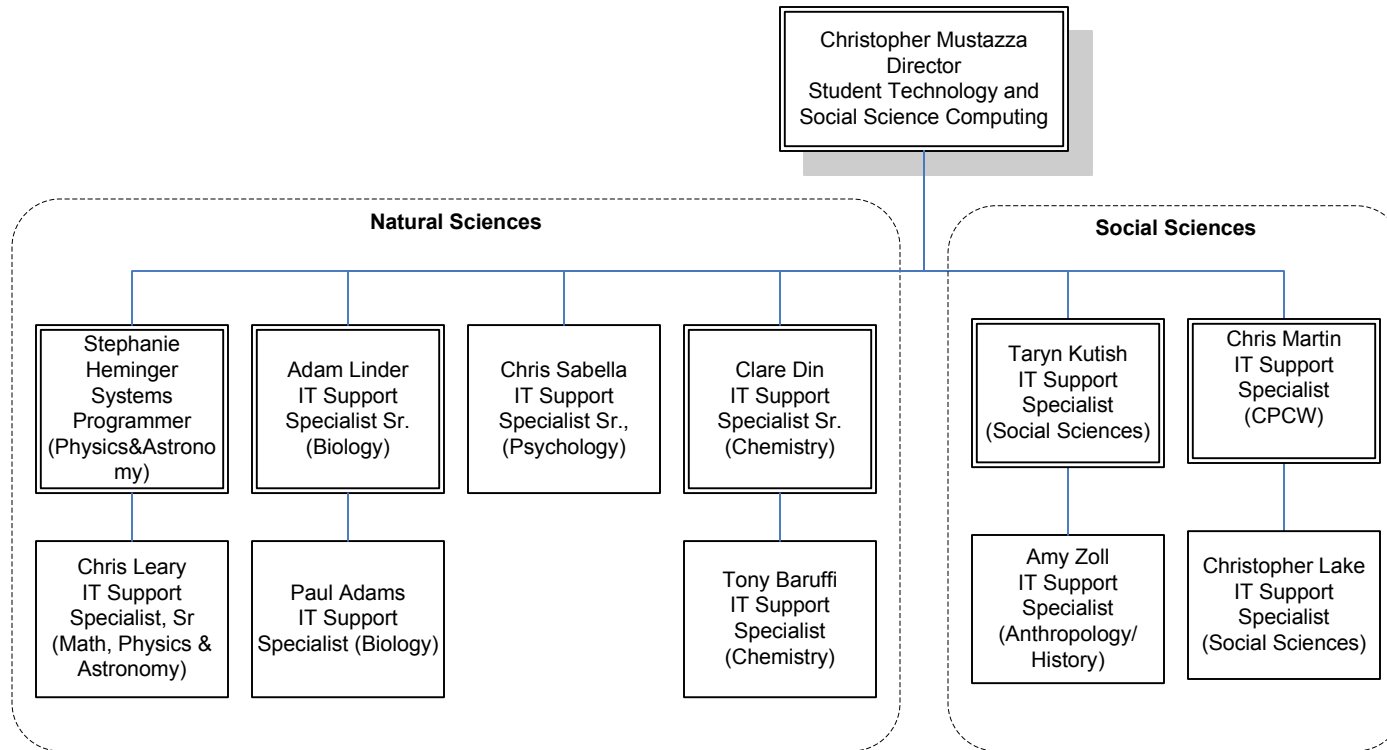 Christopher Mustazza
Director
Student Technology and
Social Science Computing
Natural Sciences
Social Sciences
Stephanie
Heminger
Systems
Programmer
(Physics&Astrono
my)
Adam Linder
IT Support
Specialist Sr.
(Biology)
Chris Sabella
IT Support
Specialist Sr.,
(Psychology)
Clare Din
IT Support
Specialist Sr.
(Chemistry)
Taryn Kutish
IT Support
Specialist
(Social Sciences)
Chris Martin
IT Support
Specialist
(CPCW)
Chris Leary
IT Support
Specialist, Sr
(Math, Physics &
Astronomy)
Paul Adams
IT Support
Specialist (Biology)
Tony Baruffi
IT Support
Specialist
(Chemistry)
Amy Zoll
IT Support
Specialist
(Anthropology/
History)
Christopher Lake
IT Support
Specialist
(Social Sciences)